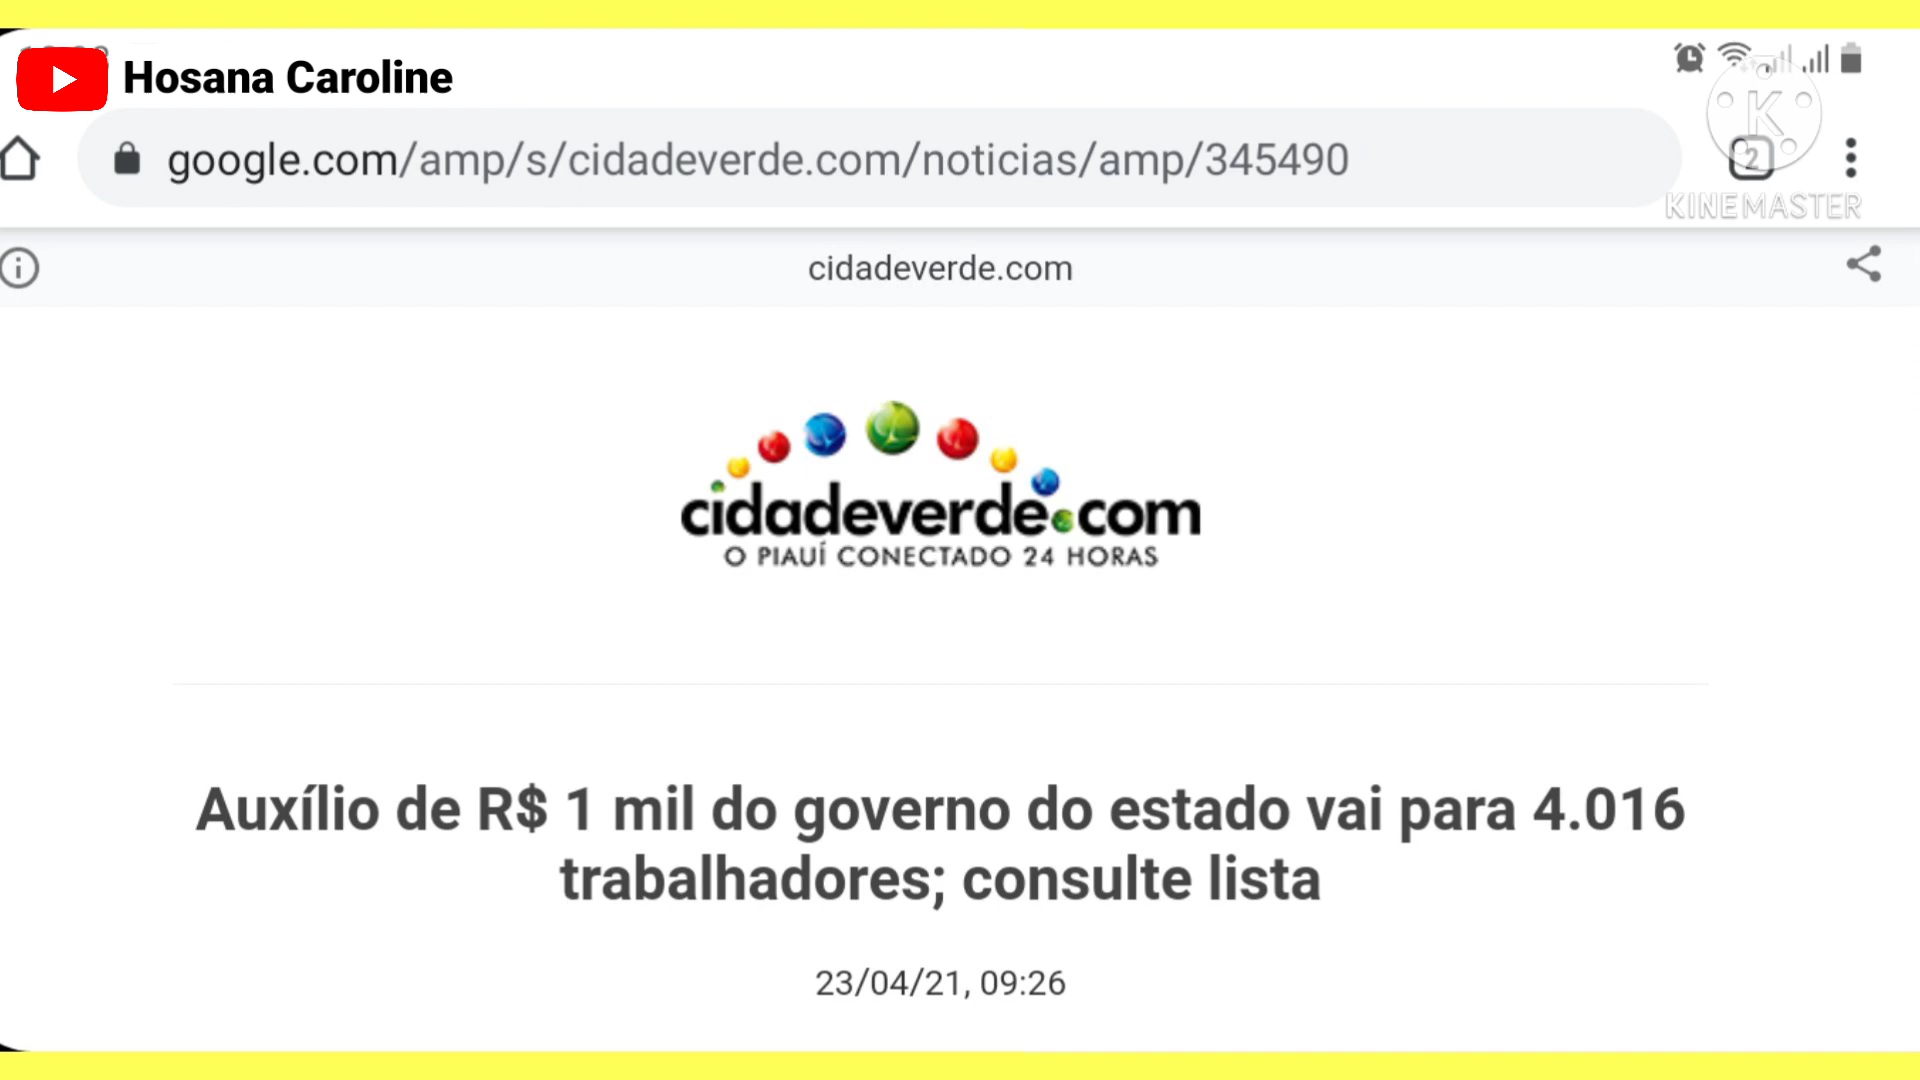 Hosana Caroline
google.com/amp/s/cidadeverde.com/noticias/amp/345490
2
K
KINEMASTER
cidadeverde.com
cidadeverde.com
O PIAUÍ CONECTADO 24 HORAS
Auxílio de R$ 1 mil do governo do estado vai para 4.016
trabalhadores; consulte lista
23/04/21, 09:26